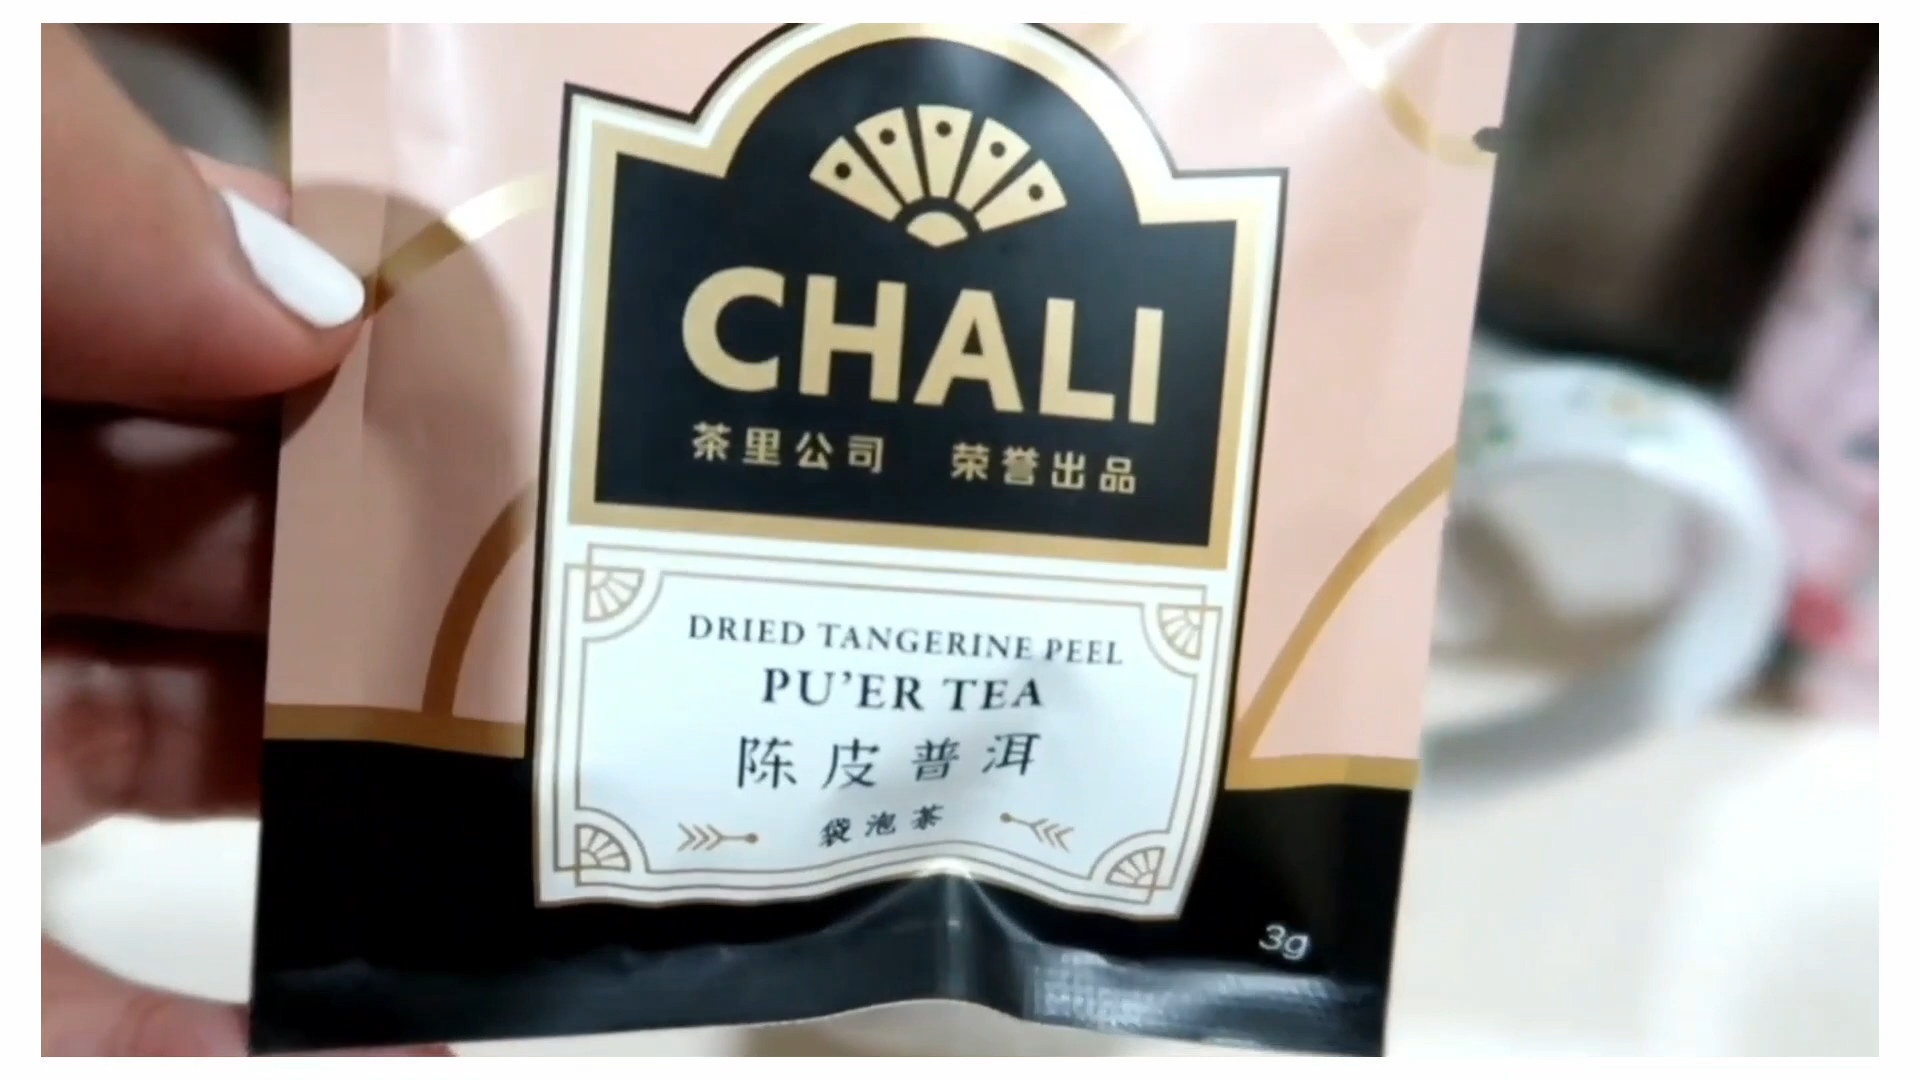 CHALI
茶里公司 荣誉出品
DRIED TANGERINE PEEL
PU'ER TEA
陈皮普洱
袋泡茶
3g